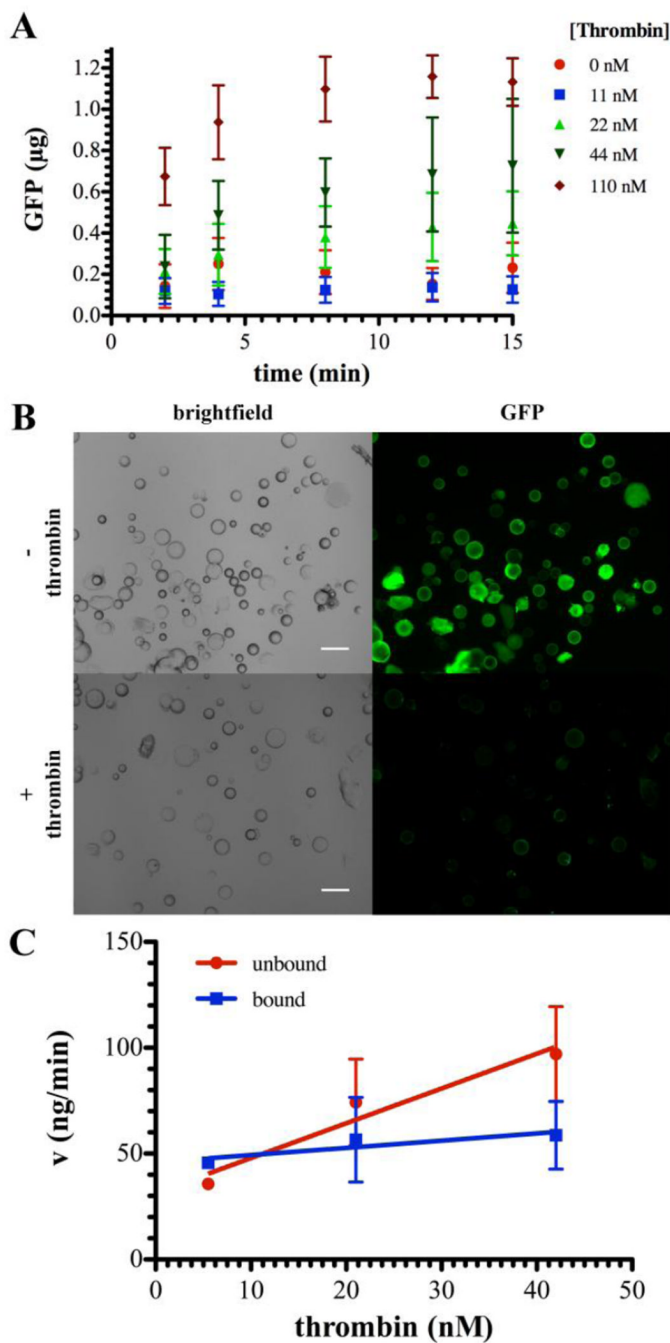 A
[Thrombin]
0 nM
11 nM
22 nM
44 nM
110 nM
GFP (µg)
1.2
1.0
0.8
0.6
0.4
0.2
0.0
0 5 10 15
time (min)
B
brightfield GFP
-
thrombin
+
thrombin
C
unbound
bound
v (ng/min)
150
100
50
0
0 10 20 30 40 50
thrombin (nM)